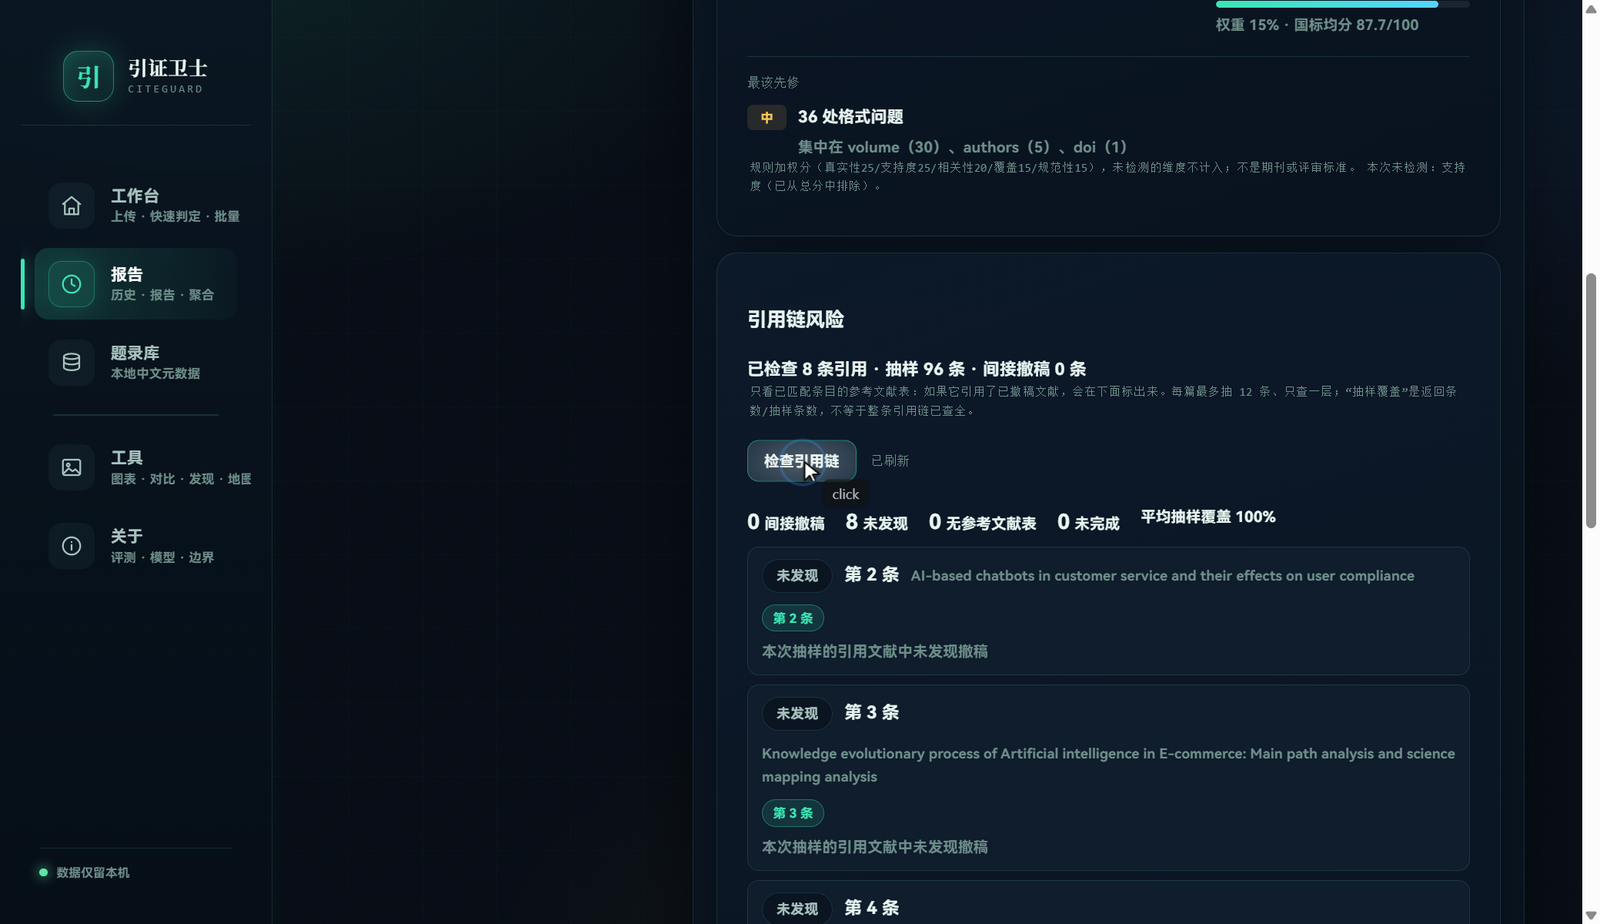 引
引证卫士
CITEGUARD
工作台
上传 · 快速判定 · 批量
报告
历史 · 报告 · 聚合
题录库
本地中文元数据
工具
图表 · 对比 · 发现 · 地图
关于
评测 · 模型 · 边界
数据仅留本机
权重 15% · 国标均分 87.7/100
最该先修
中
36 处格式问题
集中在 volume（30）、authors（5）、doi（1）
规则加权分（真实性25/支持度25/相关性20/覆盖15/规范性15），未检测的维度不计入；不是期刊或评审标准。 本次未检测：支持
度（已从总分中排除）。
引用链风险
已检查 8 条引用 · 抽样 96 条 · 间接撤稿 0 条
只看已匹配条目的参考文献表：如果它引用了已撤稿文献，会在下面标出来。每篇最多抽 12 条、只查一层；“抽样覆盖”是返回条
数/抽样条数，不等于整条引用链已查全。
检查引用链
已刷新
click
0 间接撤稿
8 未发现
0 无参考文献表
0 未完成
平均抽样覆盖 100%
未发现
第 2 条
AI-based chatbots in customer service and their effects on user compliance
第 2 条
本次抽样的引用文献中未发现撤稿
未发现
第 3 条
Knowledge evolutionary process of Artificial intelligence in E-commerce: Main path analysis and science
mapping analysis
第 3 条
本次抽样的引用文献中未发现撤稿
未发现
第 4 条